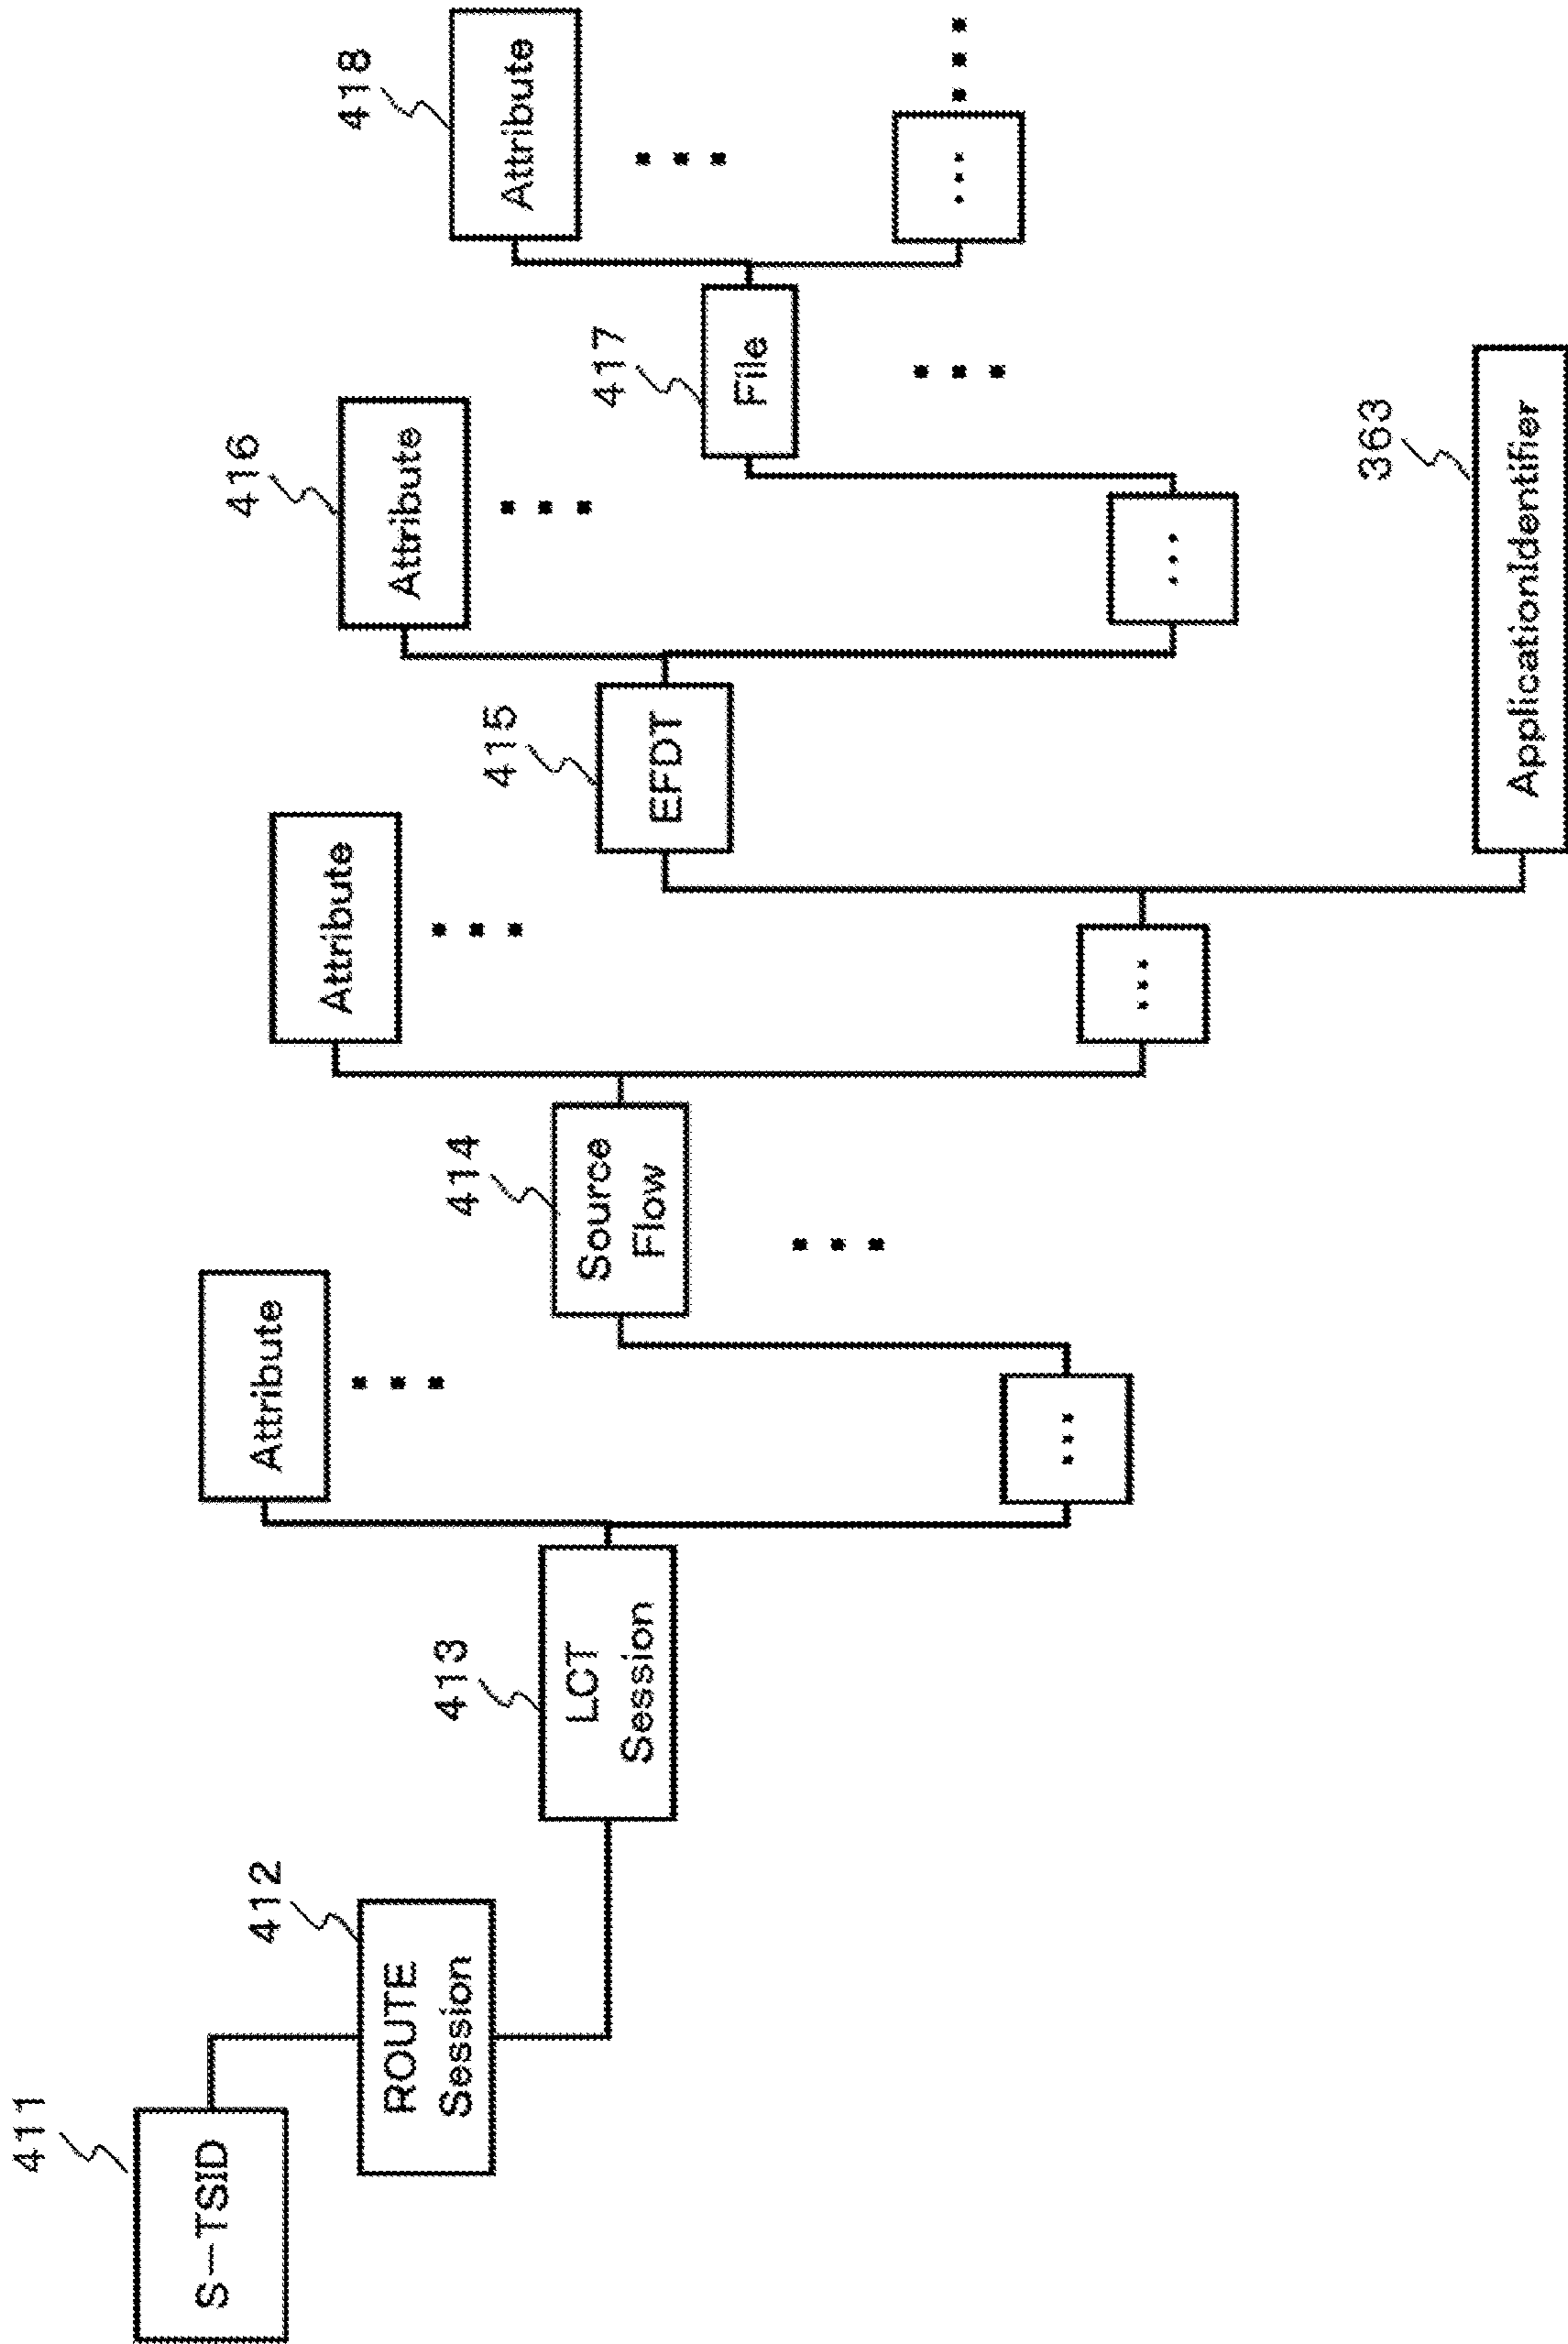 411
S-TSID
412
ROUTE
Session
413
LCT
Session
Attribute
...
...
414
Source
Flow
...
Attribute
...
...
415
EFDT
416
Attribute
...
...
417
File
...
418
Attribute
...
...
...
363
ApplicationIdentifier